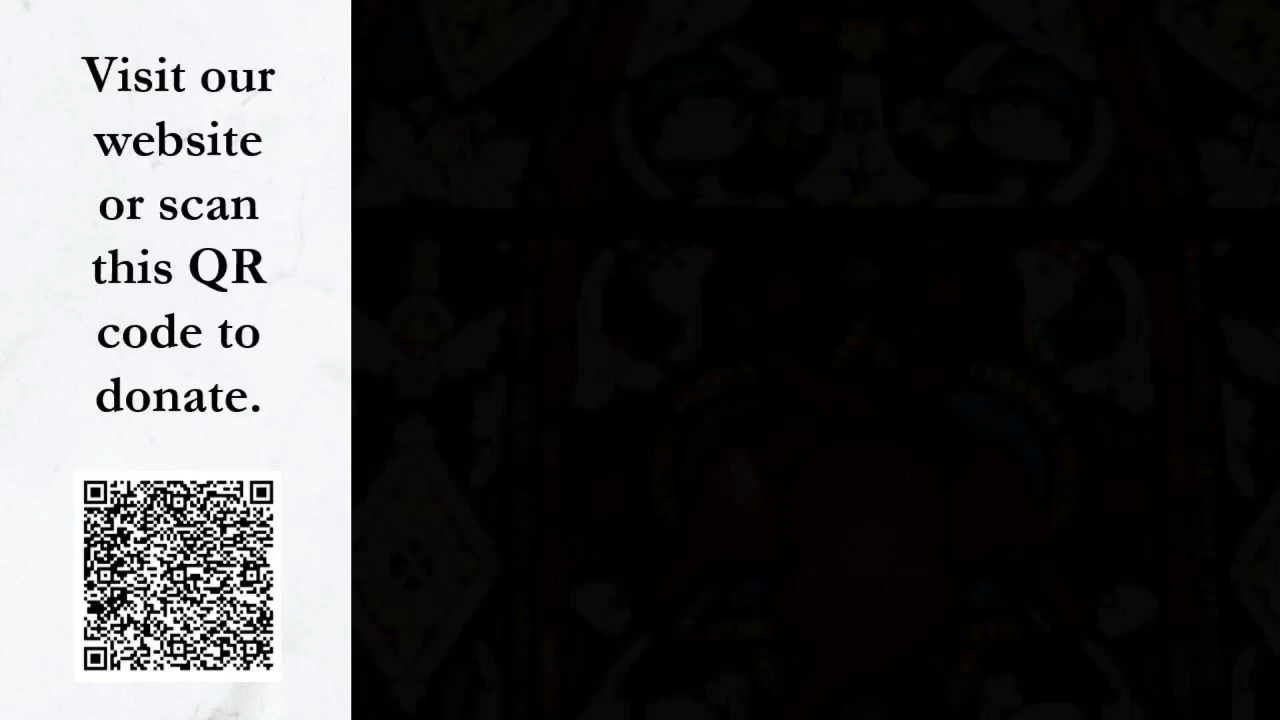 Visit our
website
or scan
this QR
code to
donate.